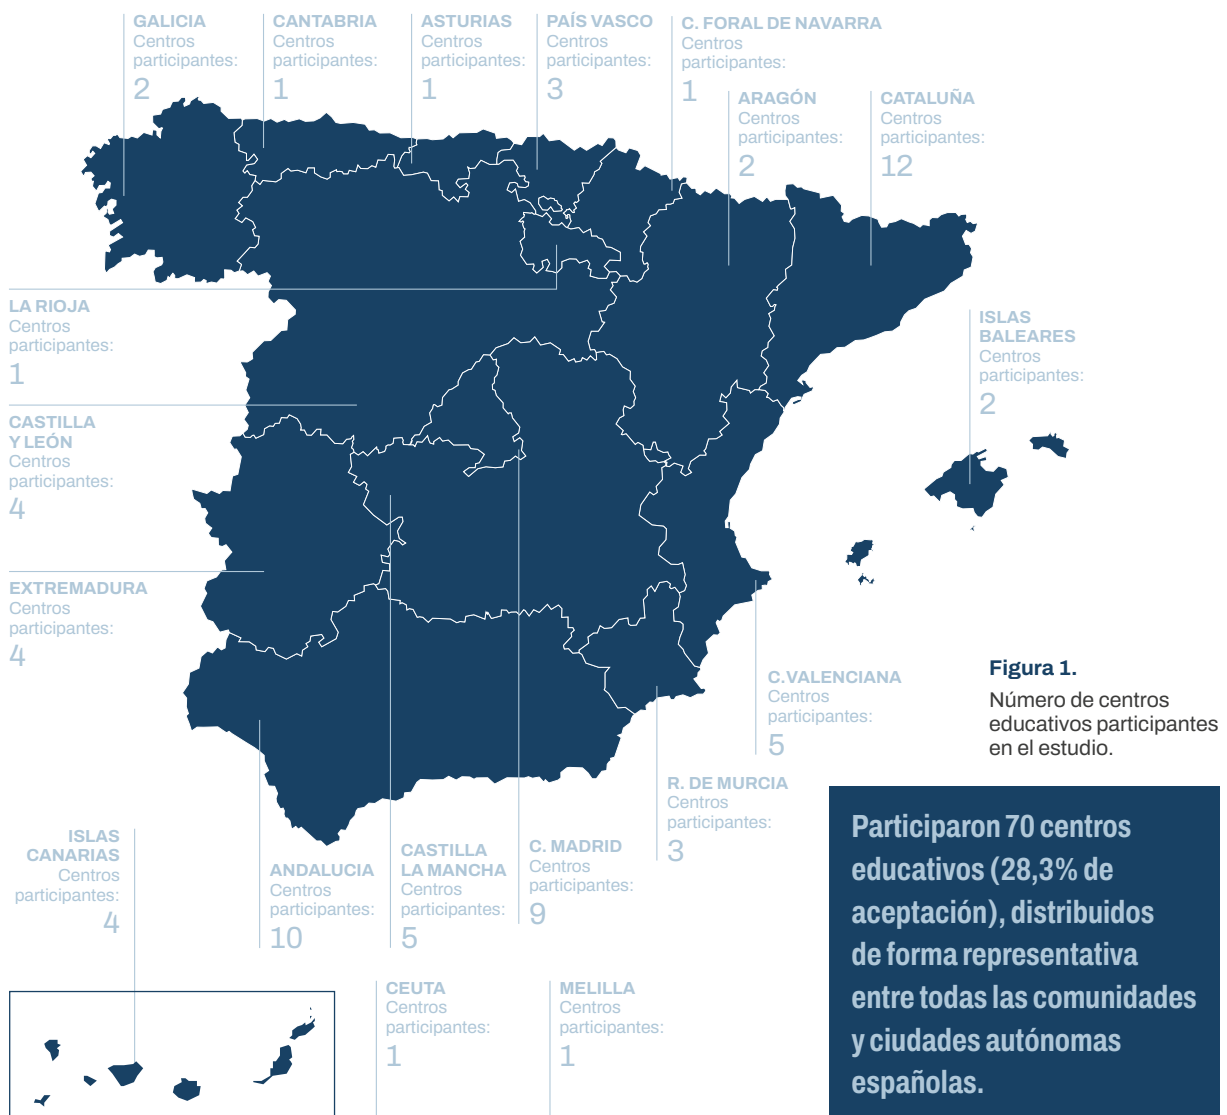 GALICIA
Centros
participantes:
2
CANTABRIA
Centros
participantes:
1
ASTURIAS
Centros
participantes:
1
PAÍS VASCO
Centros
participantes:
3
C. FORAL DE NAVARRA
Centros
participantes:
1
ARAGÓN
Centros
participantes:
2
CATALUÑA
Centros
participantes:
12
LA RIOJA
Centros
participantes:
1
ISLAS
BALEARES
Centros
participantes:
2
CASTILLA
Y LEÓN
Centros
participantes:
4
EXTREMADURA
Centros
participantes:
4
C.VALENCIANA
Centros
participantes:
5
Figura 1.
Número de centros
educativos participantes
en el estudio.
R. DE MURCIA
Centros
participantes:
3
ISLAS
CANARIAS
Centros
participantes:
4
ANDALUCIA
Centros
participantes:
10
CASTILLA
LA MANCHA
Centros
participantes:
5
C. MADRID
Centros
participantes:
9
CEUTA
Centros
participantes:
1
MELILLA
Centros
participantes:
1
Participaron 70 centros
educativos (28,3% de
aceptación), distribuidos
de forma representativa
entre todas las comunidades
y ciudades autónomas
españolas.